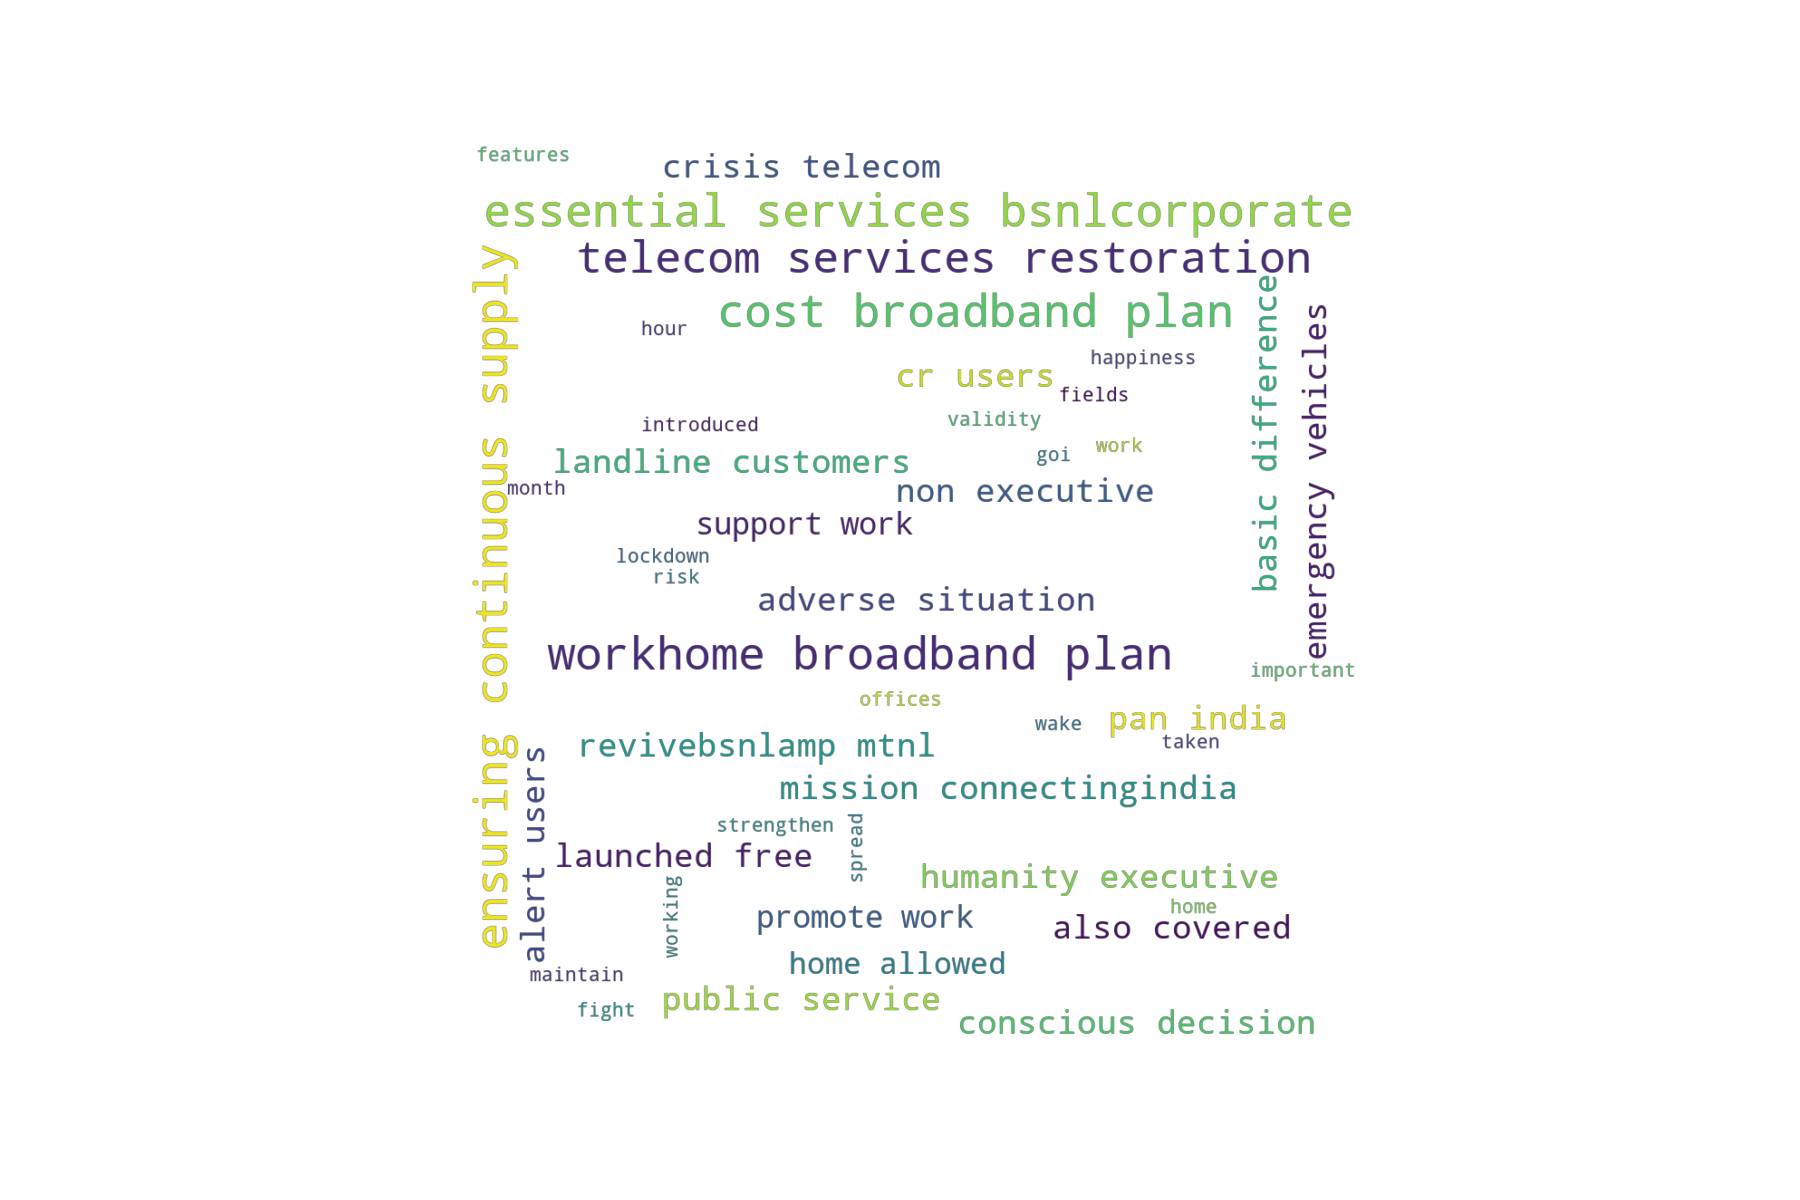 features
crisis telecom
essential services bsnlcorporate
telecom services restoration
ensuring continuous supply
cost broadband plan
basic difference
emergency vehicles
hour
happiness
cr users
fields
introduced
validity
work
goi
landline customers
month
non executive
support work
lockdown
risk
adverse situation
workhome broadband plan
important
offices
pan india
wake
taken
revivebsnlamp mtnl
alert users
mission connectingindia
strengthen
spread
launched free
humanity executive
working
home
promote work
also covered
home allowed
maintain
public service
fight
conscious decision